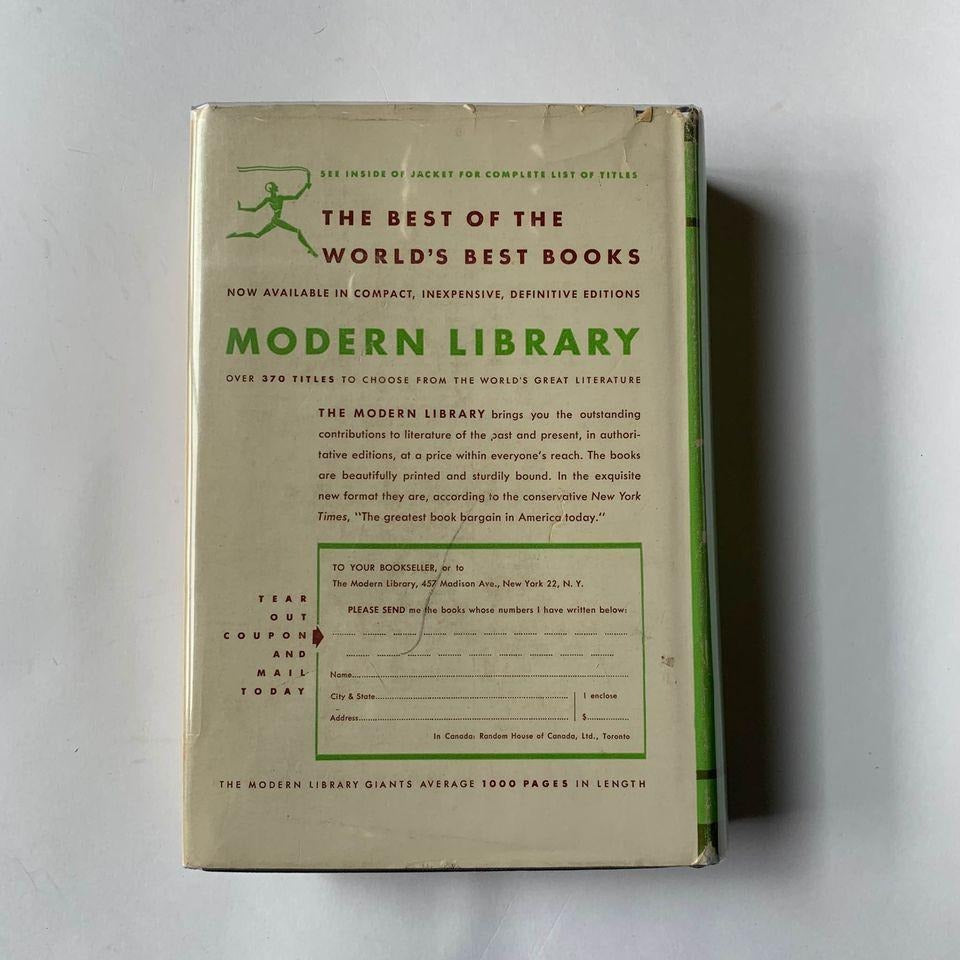 SEE INSIDE OF JACKET FOR COMPLETE LIST OF TITLES
THE BEST OF THE
WORLD'S BEST BOOKS
NOW AVAILABLE IN COMPACT, INEXPENSIVE, DEFINITIVE EDITIONS
MODERN LIBRARY
OVER 370 TITLES TO CHOOSE FROM THE WORLD'S GREAT LITERATURE
THE MODERN LIBRARY brings you the outstanding
contributions to literature of the past and present, in authori-
tative editions, at a price within everyone's reach. The books
are beautifully printed and sturdily bound. In the exquisite
new format they are, according to the conservative New York
Times, "The greatest book bargain in America today."
TEAR
OUT
COUPON
AND
MAIL
TODAY
TO YOUR BOOKSELLER, or to
The Modern Library, 457 Madison Ave., New York 22, N. Y.
PLEASE SEND me the books whose numbers I have written below:
Name
City & State
I enclose
Address
$
In Canada: Random House of Canada, Ltd., Toronto
THE MODERN LIBRARY GIANTS AVERAGE 1000 PAGES IN LENGTH